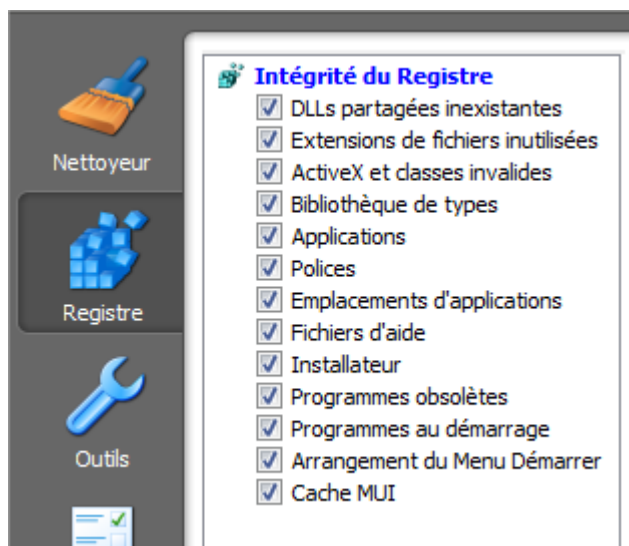 Nettoyeur
Registre
Outils
Intégrité du Registre
DLLs partagées inexistantes
Extensions de fichiers inutilisées
ActiveX et classes invalides
Bibliothèque de types
Applications
Polices
Emplacements d'applications
Fichiers d'aide
Installateur
Programmes obsolètes
Programmes au démarrage
Arrangement du Menu Démarrer
Cache MUI